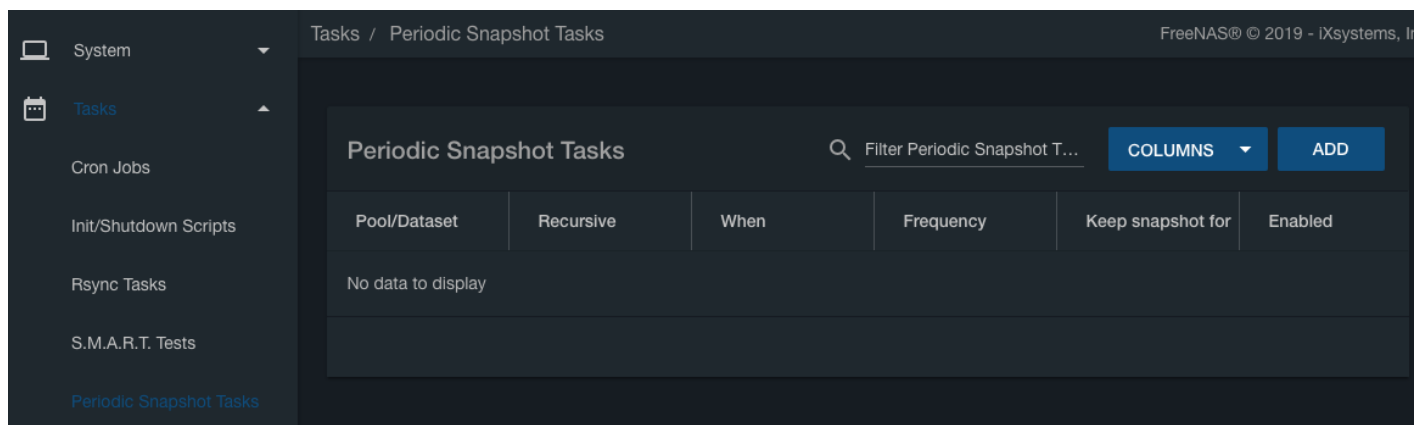 System
Tasks
Cron Jobs
Init/Shutdown Scripts
Rsync Tasks
S.M.A.R.T. Tests
Periodic Snapshot Tasks
Tasks / Periodic Snapshot Tasks
FreeNAS® © 2019 - iXsystems, In
Periodic Snapshot Tasks
Filter Periodic Snapshot T...
COLUMNS
ADD
Pool/Dataset Recursive When Frequency Keep snapshot for Enabled
No data to display